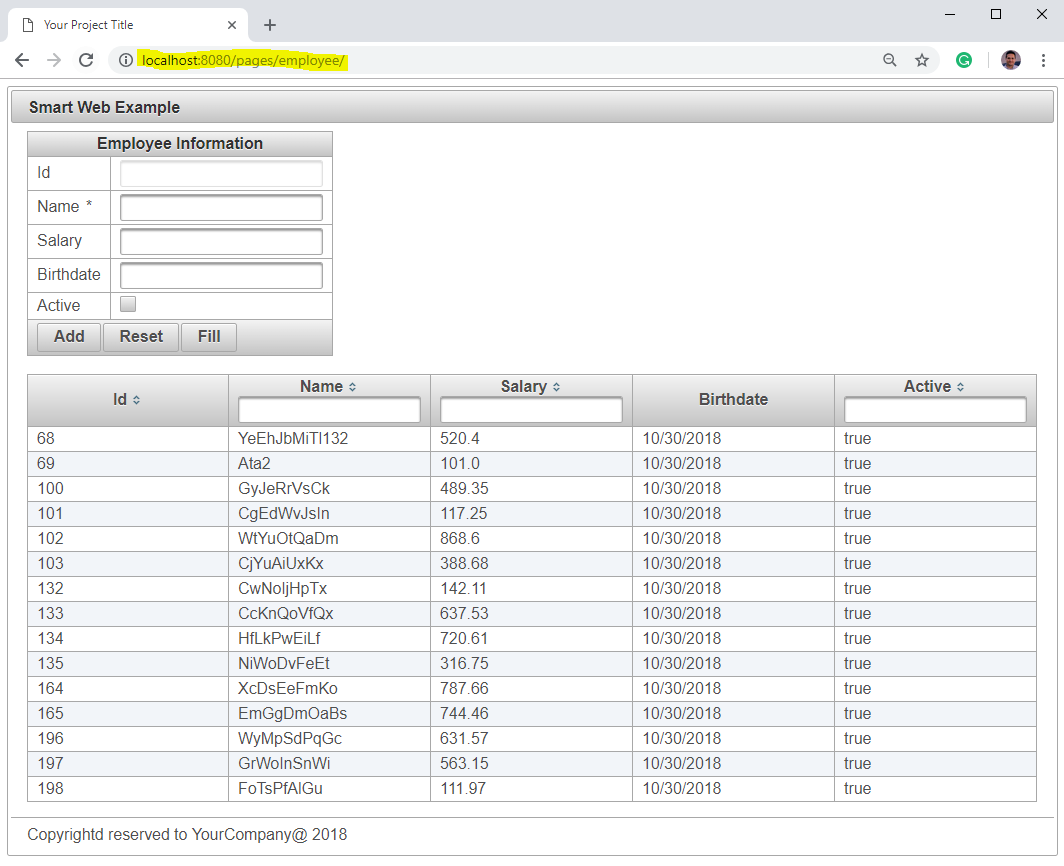 Your Project Title
localhost:8080/pages/employee/
Smart Web Example
Employee Information
Id
Name *
Salary
Birthdate
Active
Add Reset Fill
Id Name Salary Birthdate Active
68 YeEhJbMiTl132 520.4 10/30/2018 true
69 Ata2 101.0 10/30/2018 true
100 GyJeRrVsCk 489.35 10/30/2018 true
101 CgEdWvJsIn 117.25 10/30/2018 true
102 WtYuOtQaDm 868.6 10/30/2018 true
103 CjYuAiUxKx 388.68 10/30/2018 true
132 CwNoIjHpTx 142.11 10/30/2018 true
133 CcKnQoVfQx 637.53 10/30/2018 true
134 HfLkPwEiLf 720.61 10/30/2018 true
135 NiWoDvFeEt 316.75 10/30/2018 true
164 XcDsEeFmKo 787.66 10/30/2018 true
165 EmGgDmOaBs 744.46 10/30/2018 true
196 WyMpSdPqGc 631.57 10/30/2018 true
197 GrWoInSnWi 563.15 10/30/2018 true
198 FoTsPfAlGu 111.97 10/30/2018 true
Copyrightd reserved to YourCompany@ 2018